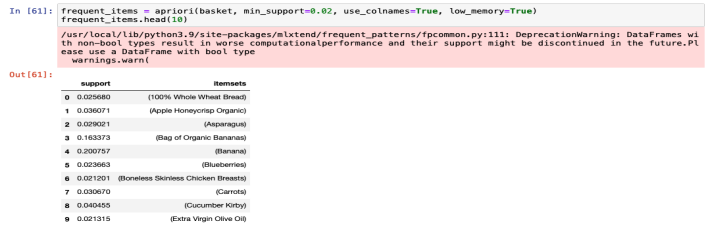 In [61]: frequent_items = apriori(basket, min_support=0.02, use_colnames=True, low_memory=True)
frequent_items.head(10)
/usr/local/lib/python3.9/site-packages/mlxtend/frequent_patterns/fpcommon.py:111: DeprecationWarning: DataFrames wi
th non-bool types result in worse computationalperformance and their support might be discontinued in the future.Pl
ease use a DataFrame with bool type
warnings.warn(
Out[61]:
support itemsets
0 0.025680 (100% Whole Wheat Bread)
1 0.036071 (Apple Honeycrisp Organic)
2 0.029021 (Asparagus)
3 0.163373 (Bag of Organic Bananas)
4 0.200757 (Banana)
5 0.023663 (Blueberries)
6 0.021201 (Boneless Skinless Chicken Breasts)
7 0.030670 (Carrots)
8 0.040455 (Cucumber Kirby)
9 0.021315 (Extra Virgin Olive Oil)